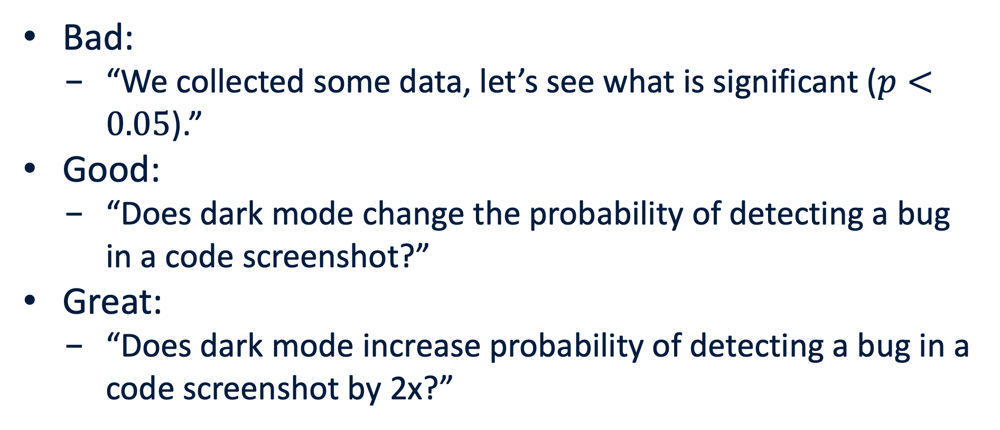 • Bad:
– “We collected some data, let’s see what is significant (p <
0.05).”
• Good:
– “Does dark mode change the probability of detecting a bug
in a code screenshot?”
• Great:
– “Does dark mode increase probability of detecting a bug in a
code screenshot by 2x?”